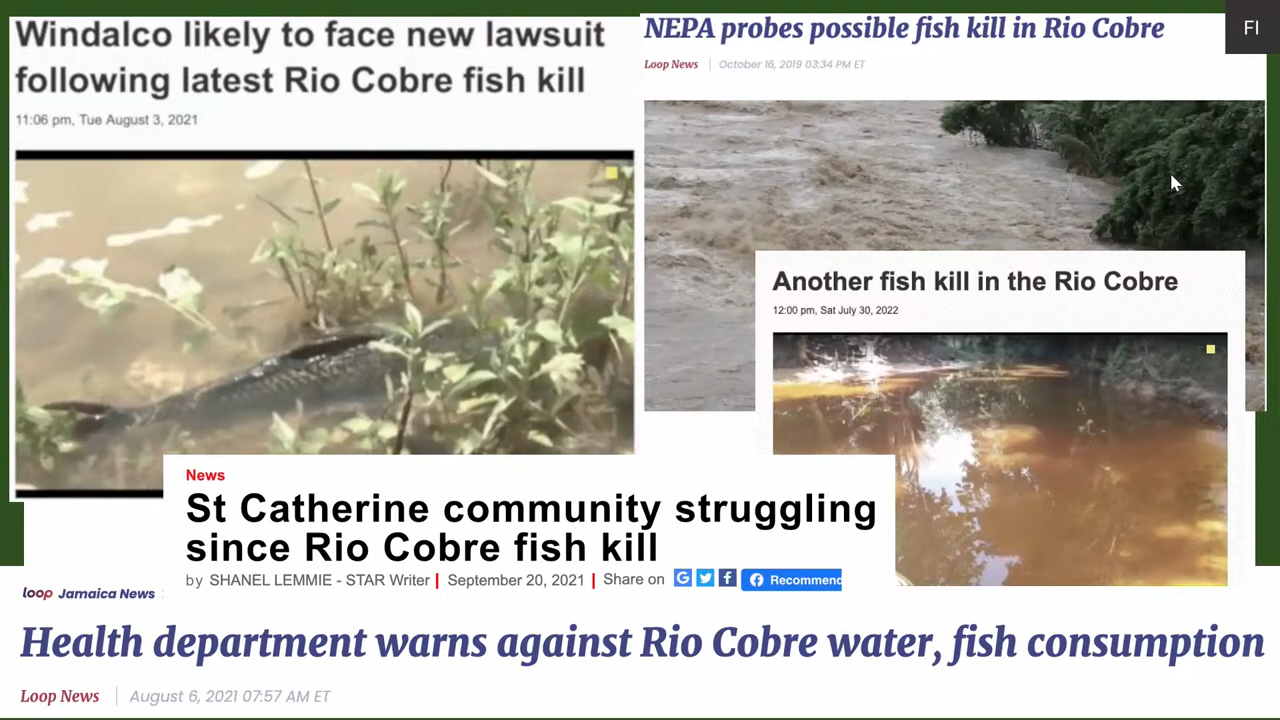 Windalco likely to face new lawsuit
following latest Rio Cobre fish kill
11:06 pm, Tue August 3, 2021
NEPA probes possible fish kill in Rio Cobre
Loop News | October 16, 2019 03:34 PM ET
FI
Another fish kill in the Rio Cobre
12:00 pm, Sat July 30, 2022
News
St Catherine community struggling
since Rio Cobre fish kill
by SHANEL LEMMIE - STAR Writer | September 20, 2021 | Share on G f Recommend
loop Jamaica News
Health department warns against Rio Cobre water, fish consumption
Loop News | August 6, 2021 07:57 AM ET